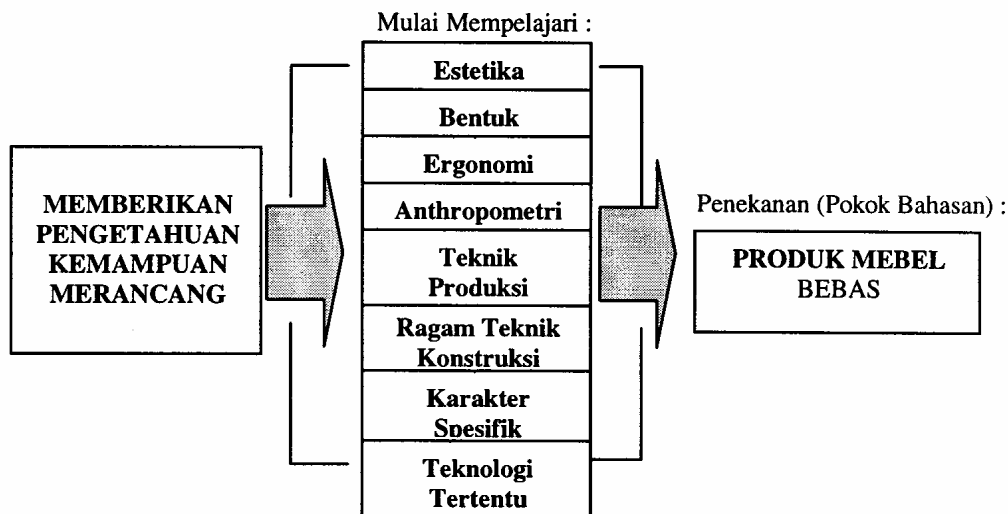 Mulai Mempelajari :
MEMBERIKAN
PENGETAHUAN
KEMAMPUAN
MERANCANG
Estetika
Bentuk
Ergonomi
Anthropometri
Teknik
Produksi
Ragam Teknik
Konstruksi
Karakter
Spesifik
Teknologi
Tertentu
Penekanan (Pokok Bahasan) :
PRODUK MEBEL
BEBAS